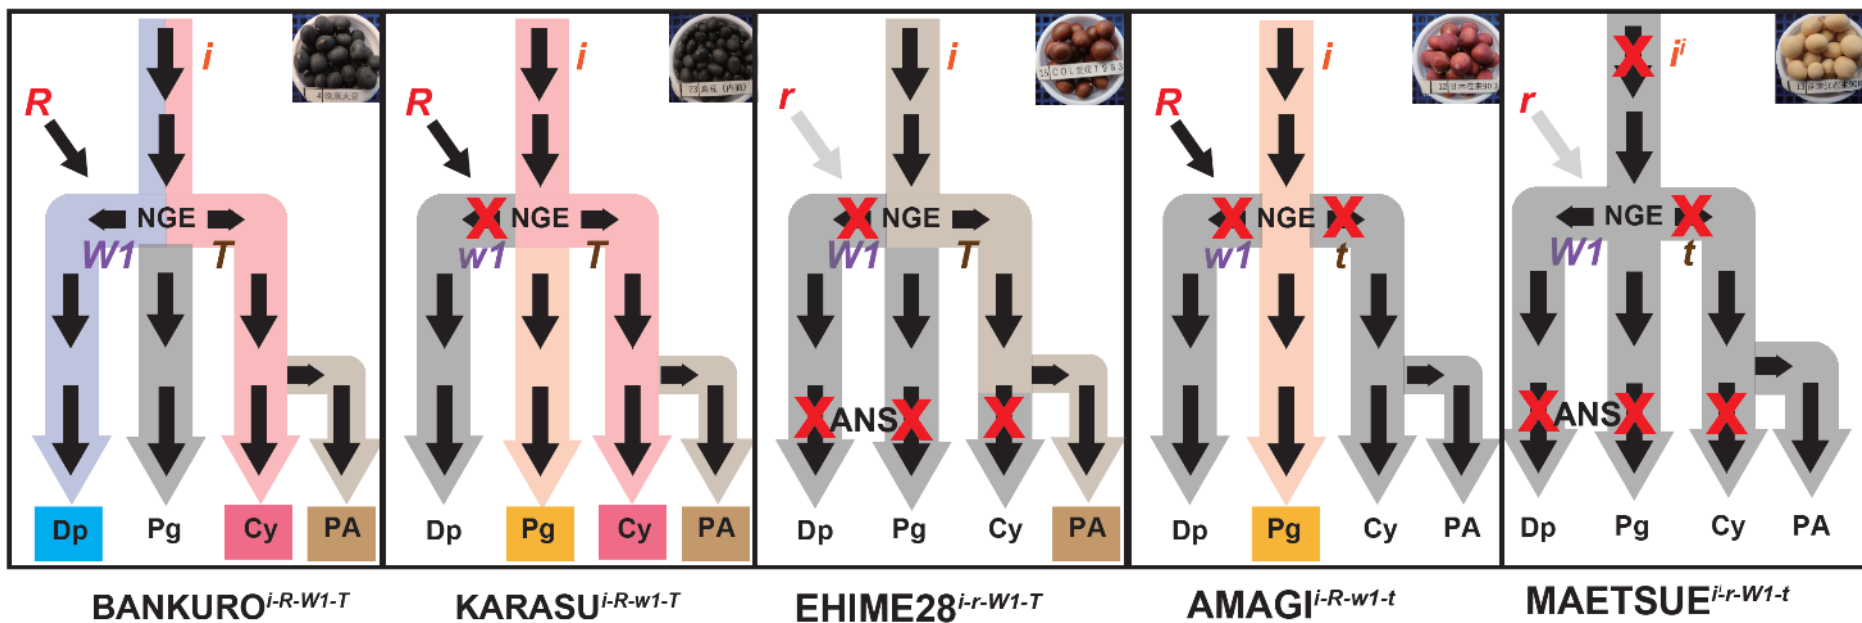 i
R
NGE
W1
T
Dp
Pg
Cy
PA
BANKURO^i-R-W1-T
i
R
NGE
w1
T
Dp
Pg
Cy
PA
KARASU^i-R-w1-T
i
r
NGE
W1
T
ANS
Dp
Pg
Cy
PA
EHIME28^i-r-W1-T
i
R
NGE
w1
t
Dp
Pg
Cy
PA
AMAGI^i-R-w1-t
i^i
r
NGE
W1
t
ANS
Dp
Pg
Cy
PA
MAETSUE^i^i-r-W1-t